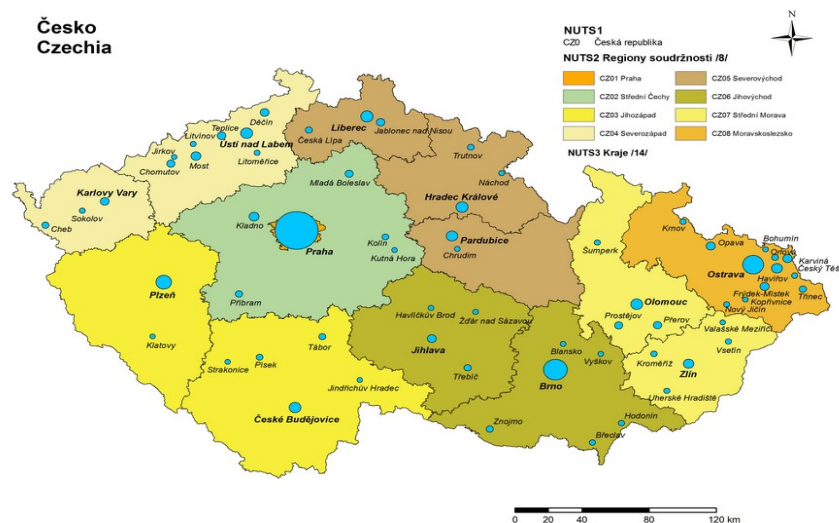 Česko
Czechia
N
NUTS1
CZ0 Česká republika
NUTS2 Regiony soudržnosti /8/
CZ01 Praha
CZ05 Severovýchod
CZ02 Střední Čechy
CZ06 Jihovýchod
CZ03 Jihozápad
CZ07 Střední Morava
CZ04 Severozápad
CZ08 Moravskoslezsko
NUTS3 Kraje /14/
Děčín
Teplice
Liberec
Jablonec nad Nisou
Litvínov
Ústí nad Labem
Česká Lípa
Jirkov
Most
Litoměřice
Chomutov
Trutnov
Náchod
Mladá Boleslav
Karlovy Vary
Sokolov
Cheb
Hradec Králové
Kladno
Praha
Kolín
Kutná Hora
Pardubice
Chrudim
Krnov
Opava
Bohumín
Orlová
Karviná
Český Těš
Šumperk
Ostrava
Havířov
Frýdek-Místek
Třinec
Kopřivnice
Nový Jičín
Plzeň
Příbram
Olomouc
Prostějov
Přerov
Valašské Meziříčí
Vsetín
Havlíčkův Brod
Žďár nad Sázavou
Klatovy
Tábor
Jihlava
Blansko
Vyškov
Kroměříž
Zlín
Strakonice
Písek
Třebíč
Brno
Jindřichův Hradec
Uherské Hradiště
České Budějovice
Znojmo
Hodonín
Břeclav
0 20 40 80 120 km